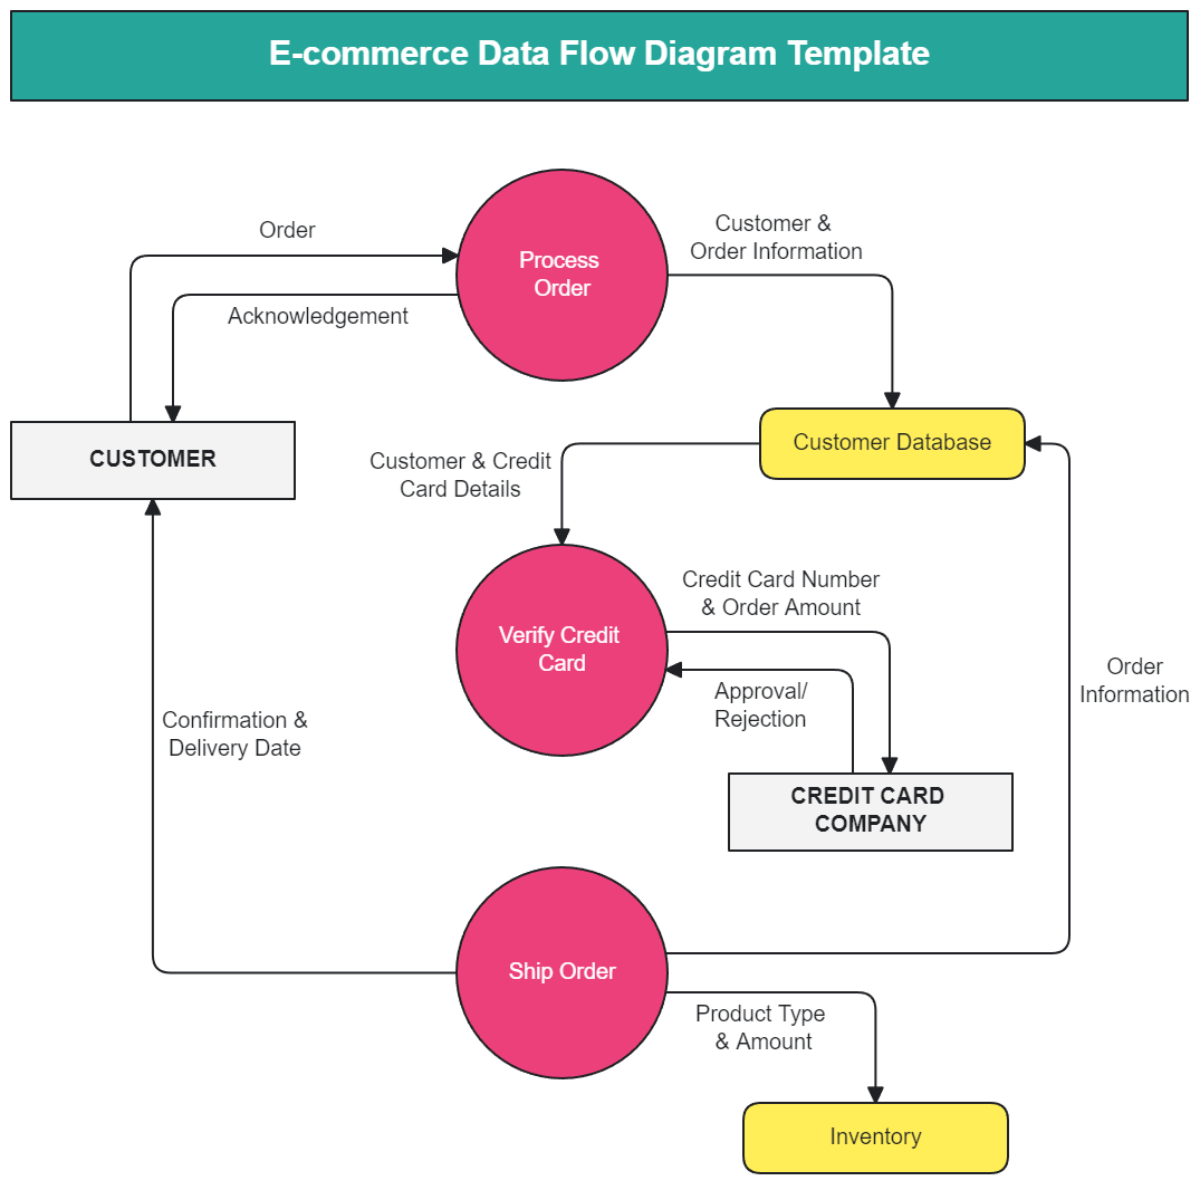 E-commerce Data Flow Diagram Template
Order
Process
Order
Customer &
Order Information
Acknowledgement
CUSTOMER
Customer Database
Customer & Credit
Card Details
Credit Card Number
& Order Amount
Verify Credit
Card
Approval/
Rejection
Order
Information
Confirmation &
Delivery Date
CREDIT CARD
COMPANY
Ship Order
Product Type
& Amount
Inventory